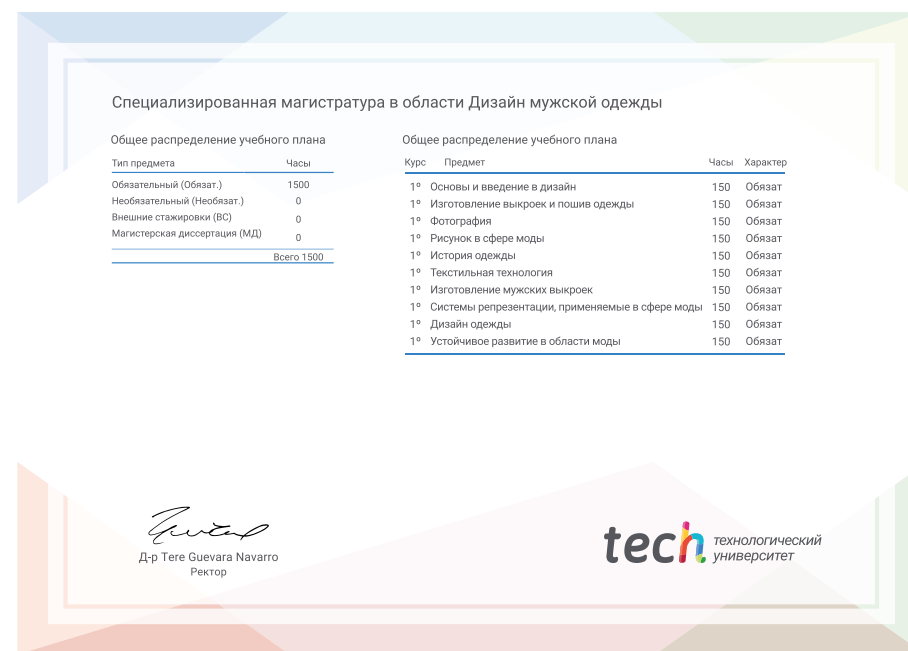 Специализированная магистратура в области Дизайн мужской одежды
Общее распределение учебного плана
Тип предмета Часы
Обязательный (Обязат.) 1500
Необязательный (Необязат.) 0
Внешние стажировки (ВС) 0
Магистерская диссертация (МД) 0
Всего 1500
Общее распределение учебного плана
Курс Предмет Часы Характер
1º Основы и введение в дизайн 150 Обязат
1º Изготовление выкроек и пошив одежды 150 Обязат
1º Фотография 150 Обязат
1º Рисунок в сфере моды 150 Обязат
1º История одежды 150 Обязат
1º Текстильная технология 150 Обязат
1º Изготовление мужских выкроек 150 Обязат
1º Системы репрезентации, применяемые в сфере моды 150 Обязат
1º Дизайн одежды 150 Обязат
1º Устойчивое развитие в области моды 150 Обязат
Д-р Tere Guevara Navarro
Ректор
tech технологический
университет